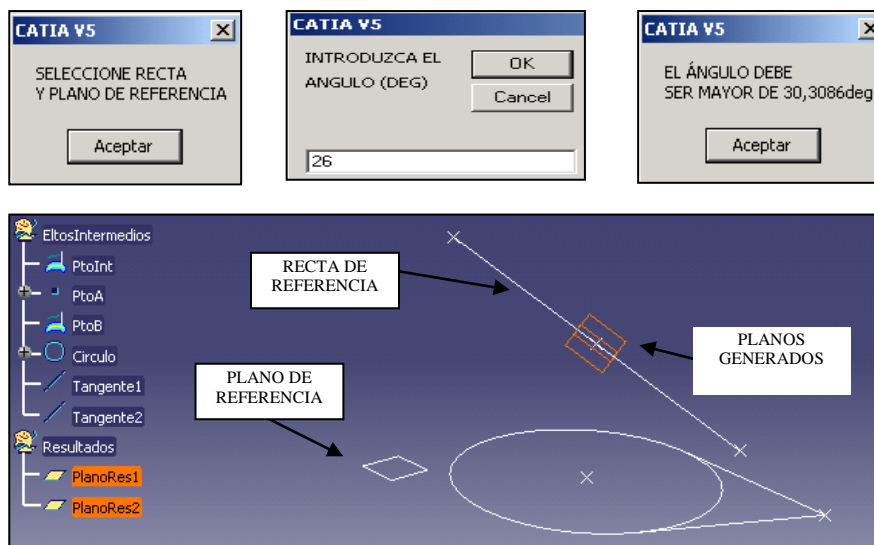 CATIA V5
SELECCIONE RECTA
Y PLANO DE REFERENCIA
Aceptar
CATIA V5
INTRODUZCA EL
ANGULO (DEG)
OK
Cancel
26
CATIA V5
EL ÁNGULO DEBE
SER MAYOR DE 30,3086deg
Aceptar
EltosIntermedios
PtoInt
PtoA
PtoB
Circulo
Tangente1
Tangente2
Resultados
PlanoRes1
PlanoRes2
RECTA DE
REFERENCIA
PLANO DE
REFERENCIA
PLANOS
GENERADOS